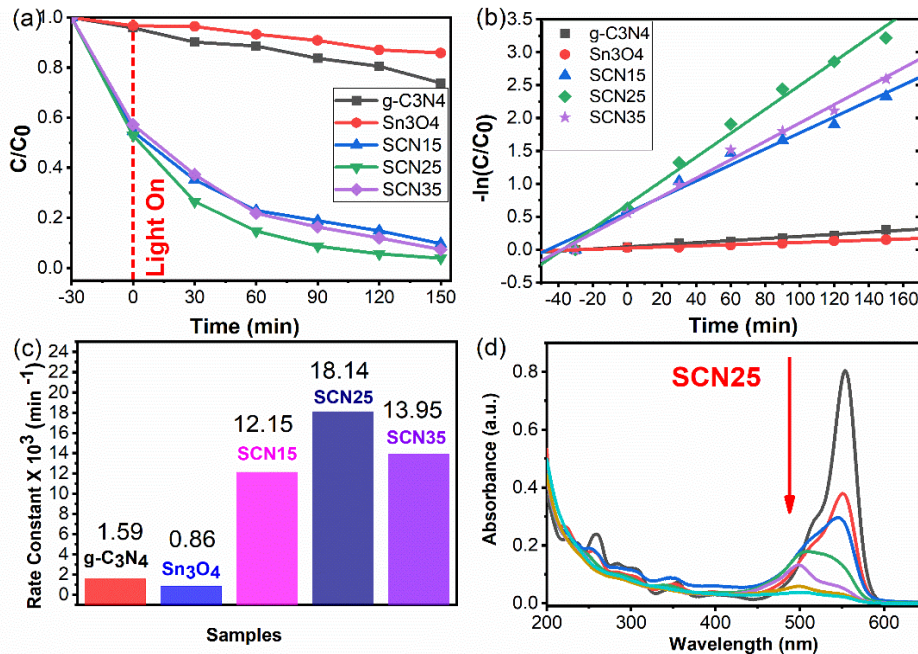 (a)
1.0
0.8
0.6
0.4
0.2
0.0
C/C0
Light On
g-C3N4
Sn3O4
SCN15
SCN25
SCN35
-30
0
30
60
90
120
150
Time (min)
(b)
3.5
3.0
2.5
2.0
1.5
1.0
0.5
0.0
-0.5
-ln(C/C0)
g-C3N4
Sn3O4
SCN15
SCN25
SCN35
-40
-20
0
20
40
60
80
100
120
140
160
Time (min)
(c)
24
22
20
18
16
14
12
10
8
6
4
2
0
Rate Constant X 10³ (min ⁻¹)
1.59
g-C₃N₄
0.86
Sn₃O₄
12.15
SCN15
18.14
SCN25
13.95
SCN35
Samples
(d)
0.8
0.6
0.4
0.2
0.0
Absorbance (a.u.)
SCN25
200
300
400
500
600
Wavelength (nm)